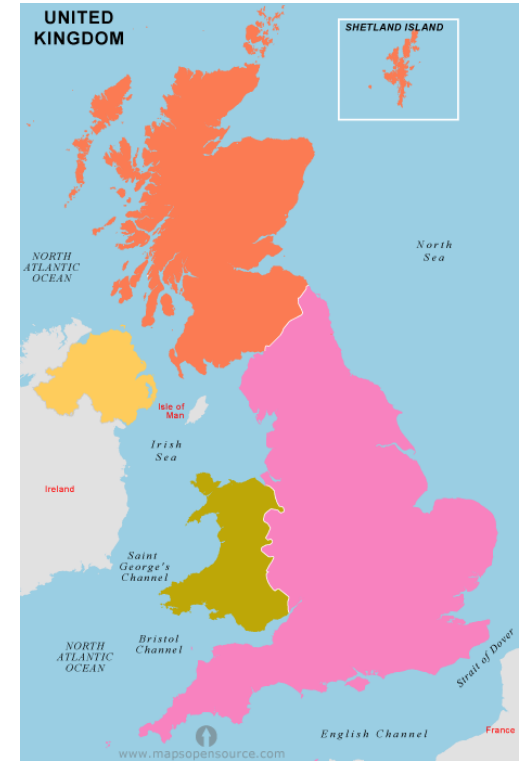 UNITED
KINGDOM
SHETLAND ISLAND
North
Sea
NORTH
ATLANTIC
OCEAN
Isle of
Man
Irish
Sea
Ireland
Saint
George's
Channel
Bristol
Channel
NORTH
ATLANTIC
OCEAN
Strait of Dover
English Channel
France
www.mapsopensource.com